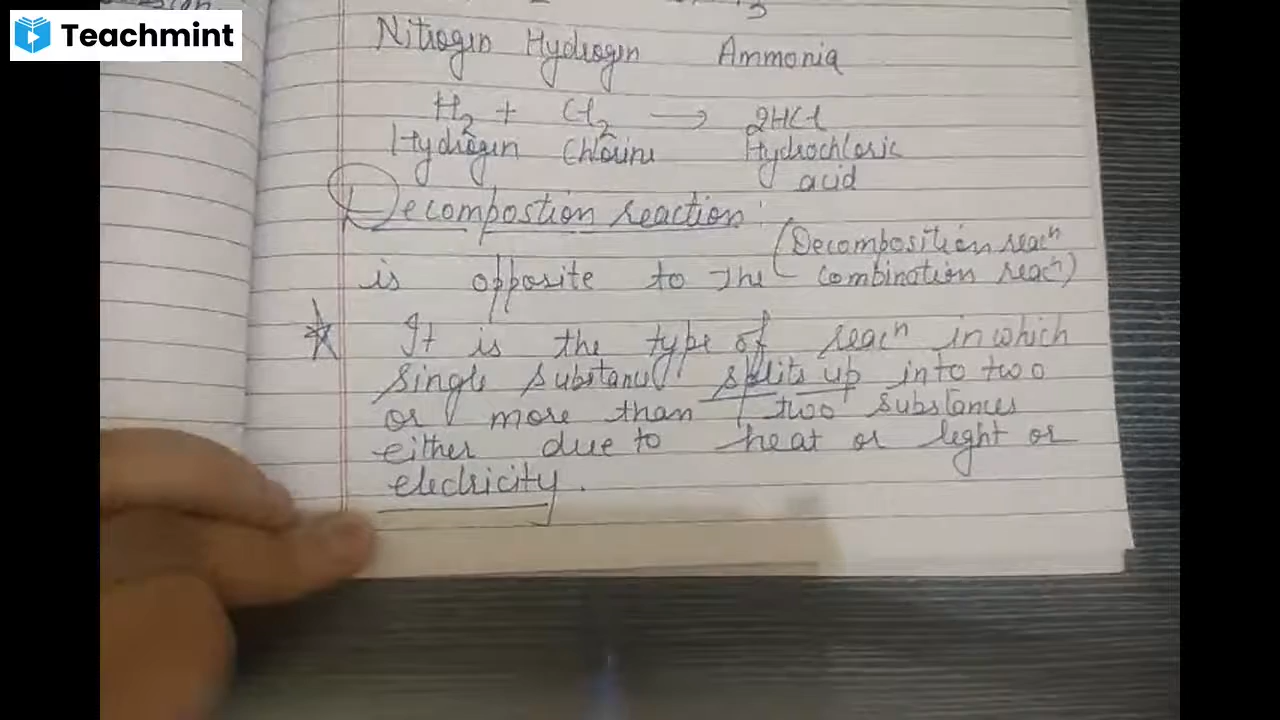 Teachmint
3
Nitrogen Hydrogen Ammonia
H2 + Cl2 → 2HCl
Hydrogen Chlorine Hydrochloric
acid
Decompostion reaction :
(Decomposition reacn
is opposite to the combination reacn)
It is the type of reacn in which
single substance splits up into two
or more than two substances
either due to heat or light or
electricity.